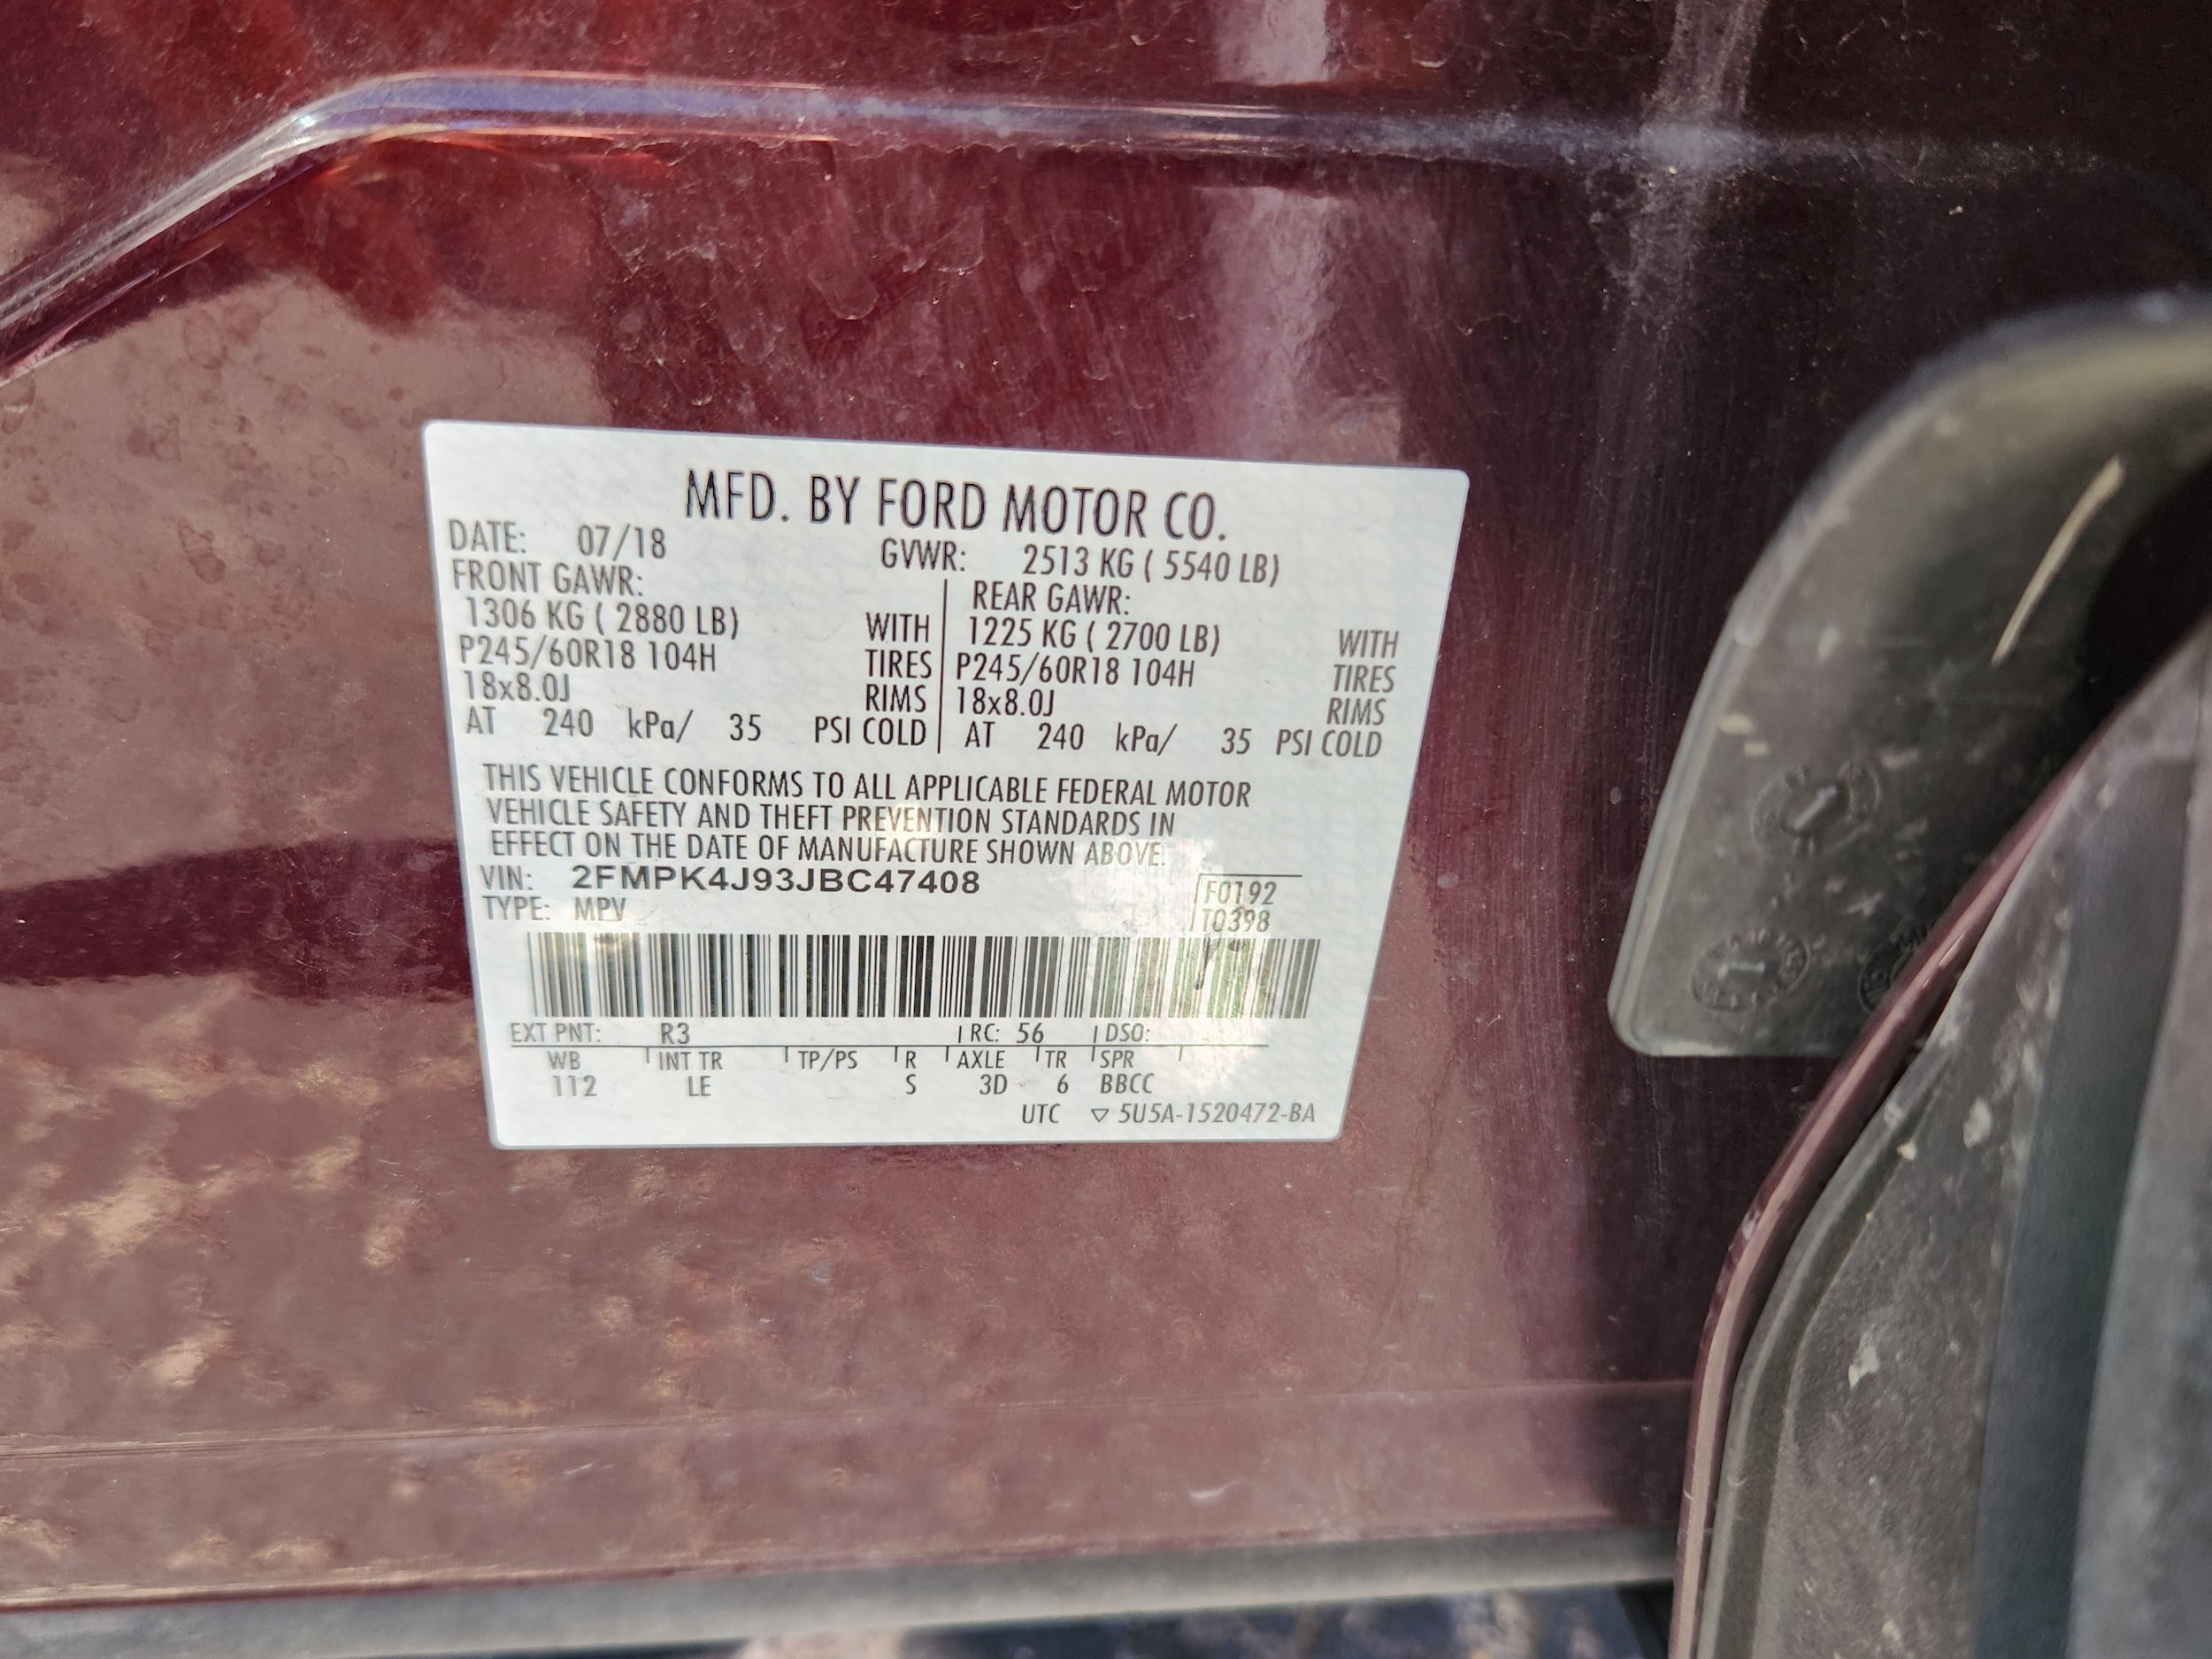 MFD. BY FORD MOTOR CO.
DATE: 07/18 GVWR: 2513 KG ( 5540 LB)
FRONT GAWR: REAR GAWR:
1306 KG ( 2880 LB) WITH 1225 KG ( 2700 LB) WITH
P245/60R18 104H TIRES P245/60R18 104H TIRES
18x8.0J RIMS 18x8.0J RIMS
AT 240 kPa/ 35 PSI COLD AT 240 kPa/ 35 PSI COLD
THIS VEHICLE CONFORMS TO ALL APPLICABLE FEDERAL MOTOR
VEHICLE SAFETY AND THEFT PREVENTION STANDARDS IN
EFFECT ON THE DATE OF MANUFACTURE SHOWN ABOVE.
VIN: 2FMPK4J93JBC47408 F0192
TYPE: MPV T0398
EXT PNT: R3 RC: 56 DSO:
WB INT TR TP/PS R AXLE TR SPR
112 LE S 3D 6 BBCC
UTC ▽ 5U5A-1520472-BA